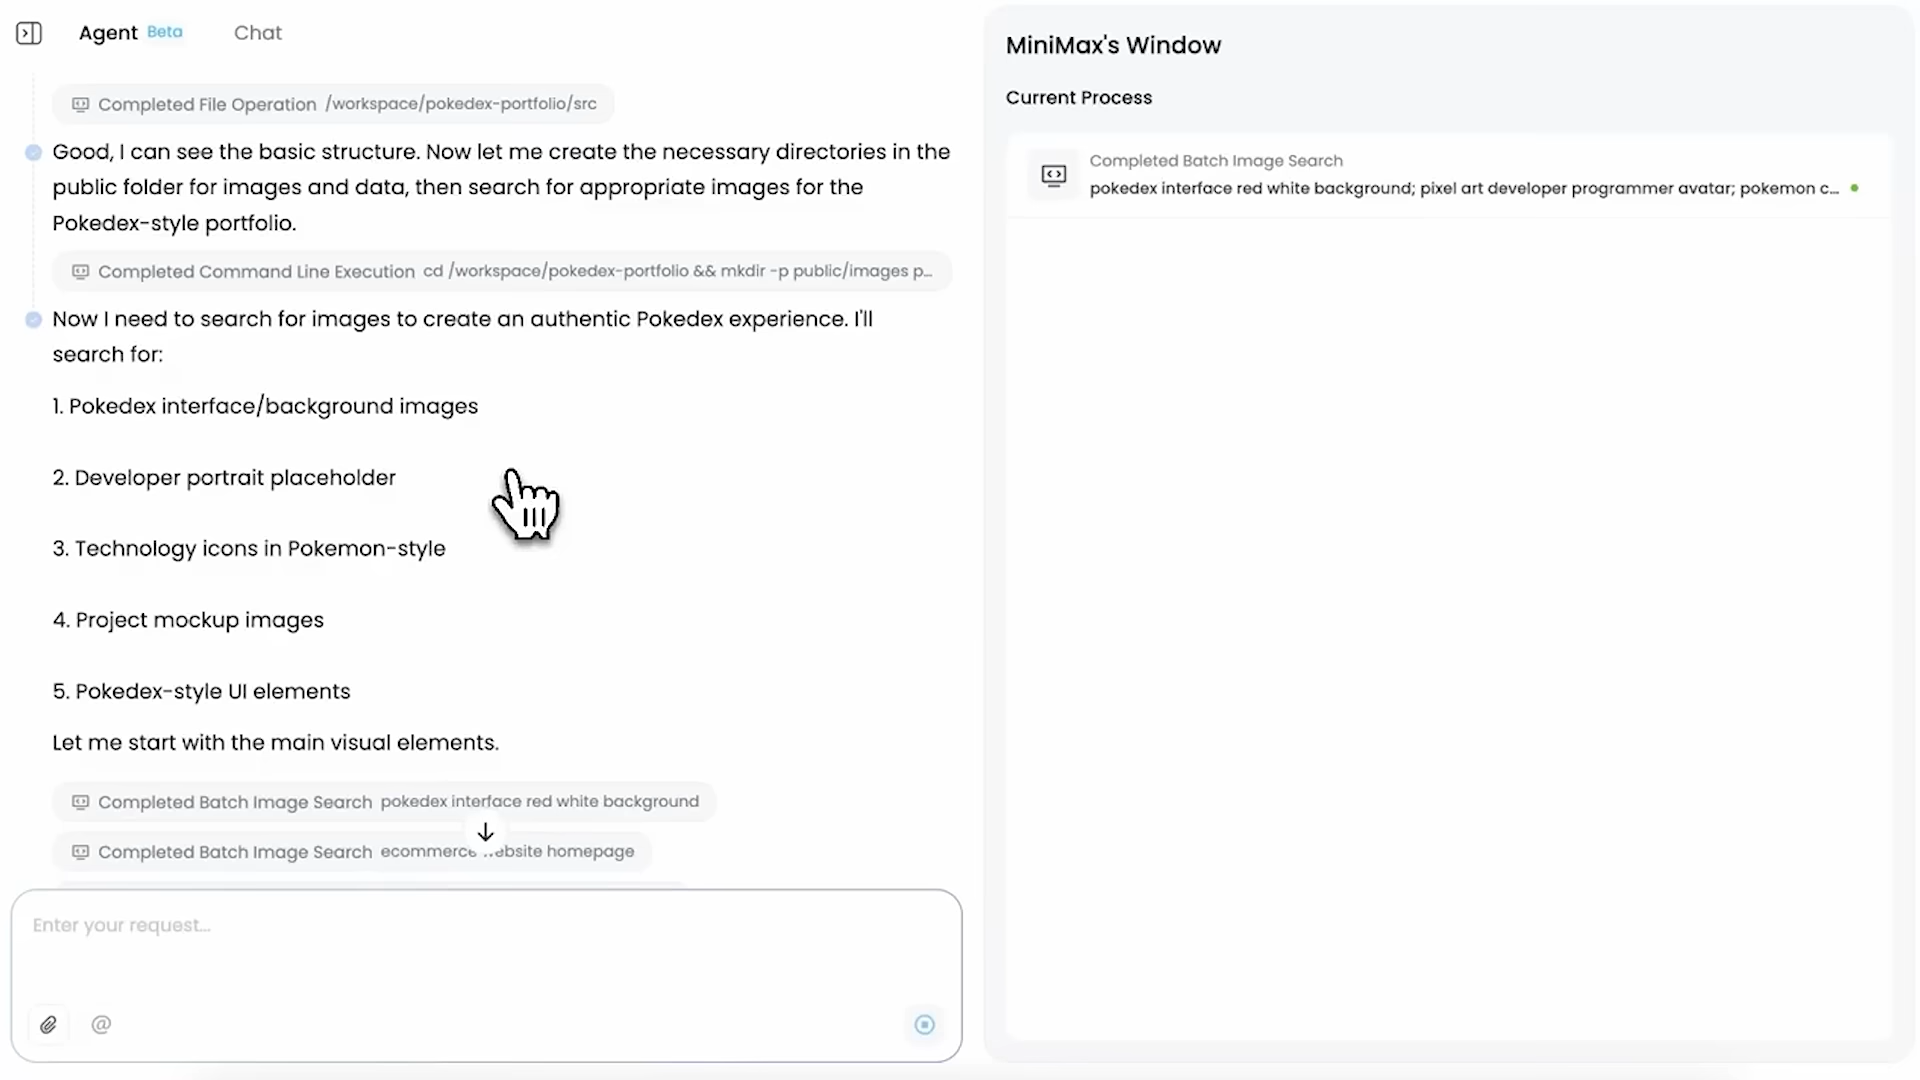 Agent Beta Chat
Completed File Operation /workspace/pokedex-portfolio/src
Good, I can see the basic structure. Now let me create the necessary directories in the
public folder for images and data, then search for appropriate images for the
Pokedex-style portfolio.
Completed Command Line Execution cd /workspace/pokedex-portfolio && mkdir -p public/images p...
Now I need to search for images to create an authentic Pokedex experience. I'll
search for:
1. Pokedex interface/background images
2. Developer portrait placeholder
3. Technology icons in Pokemon-style
4. Project mockup images
5. Pokedex-style UI elements
Let me start with the main visual elements.
Completed Batch Image Search pokedex interface red white background
Completed Batch Image Search ecommerce homepage
Enter your request...
@
MiniMax's Window
Current Process
Completed Batch Image Search
pokedex interface red white background; pixel art developer programmer avatar; pokemon c...